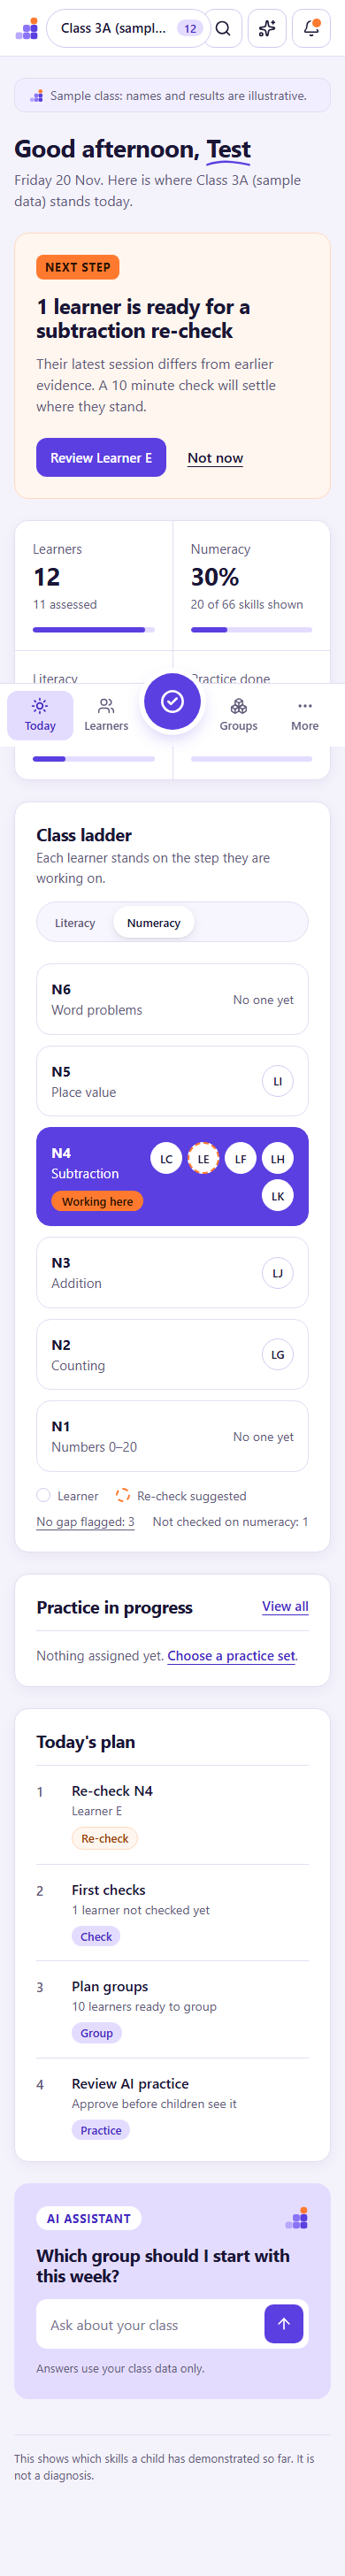 Class 3A (sampl... 12
Sample class: names and results are illustrative.
Good afternoon, Test
Friday 20 Nov. Here is where Class 3A (sample
data) stands today.
NEXT STEP
1 learner is ready for a
subtraction re-check
Their latest session differs from earlier
evidence. A 10 minute check will settle
where they stand.
Review Learner E Not now
Learners Numeracy
12 30%
11 assessed 20 of 66 skills shown
Literacy Practice done
Today Learners Groups More
Class ladder
Each learner stands on the step they are
working on.
Literacy Numeracy
N6
Word problems No one yet
N5
Place value LI
N4 LC LE LF LH
Subtraction
Working here LK
N3
Addition LJ
N2
Counting LG
N1
Numbers 0–20 No one yet
Learner Re-check suggested
No gap flagged: 3 Not checked on numeracy: 1
Practice in progress View all
Nothing assigned yet. Choose a practice set.
Today's plan
1 Re-check N4
Learner E
Re-check
2 First checks
1 learner not checked yet
Check
3 Plan groups
10 learners ready to group
Group
4 Review AI practice
Approve before children see it
Practice
AI ASSISTANT
Which group should I start with
this week?
Ask about your class
Answers use your class data only.
This shows which skills a child has demonstrated so far. It is
not a diagnosis.